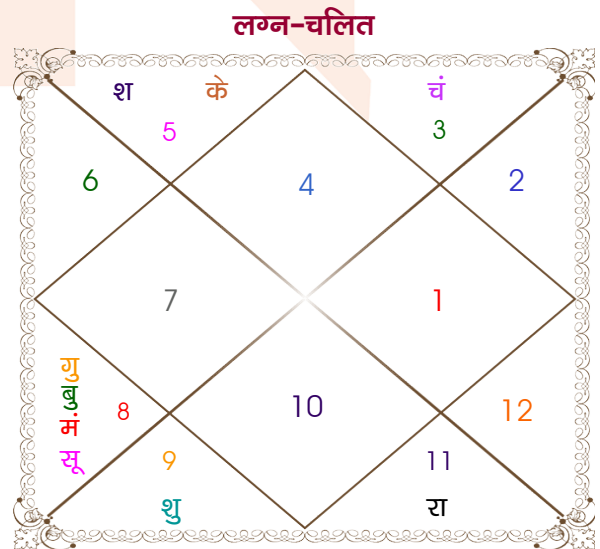 लग्न-चलित
श के चं
5 3
6 4 2
7 1
गु
बु
8 10 12
मं
सू 9 11
शु रा